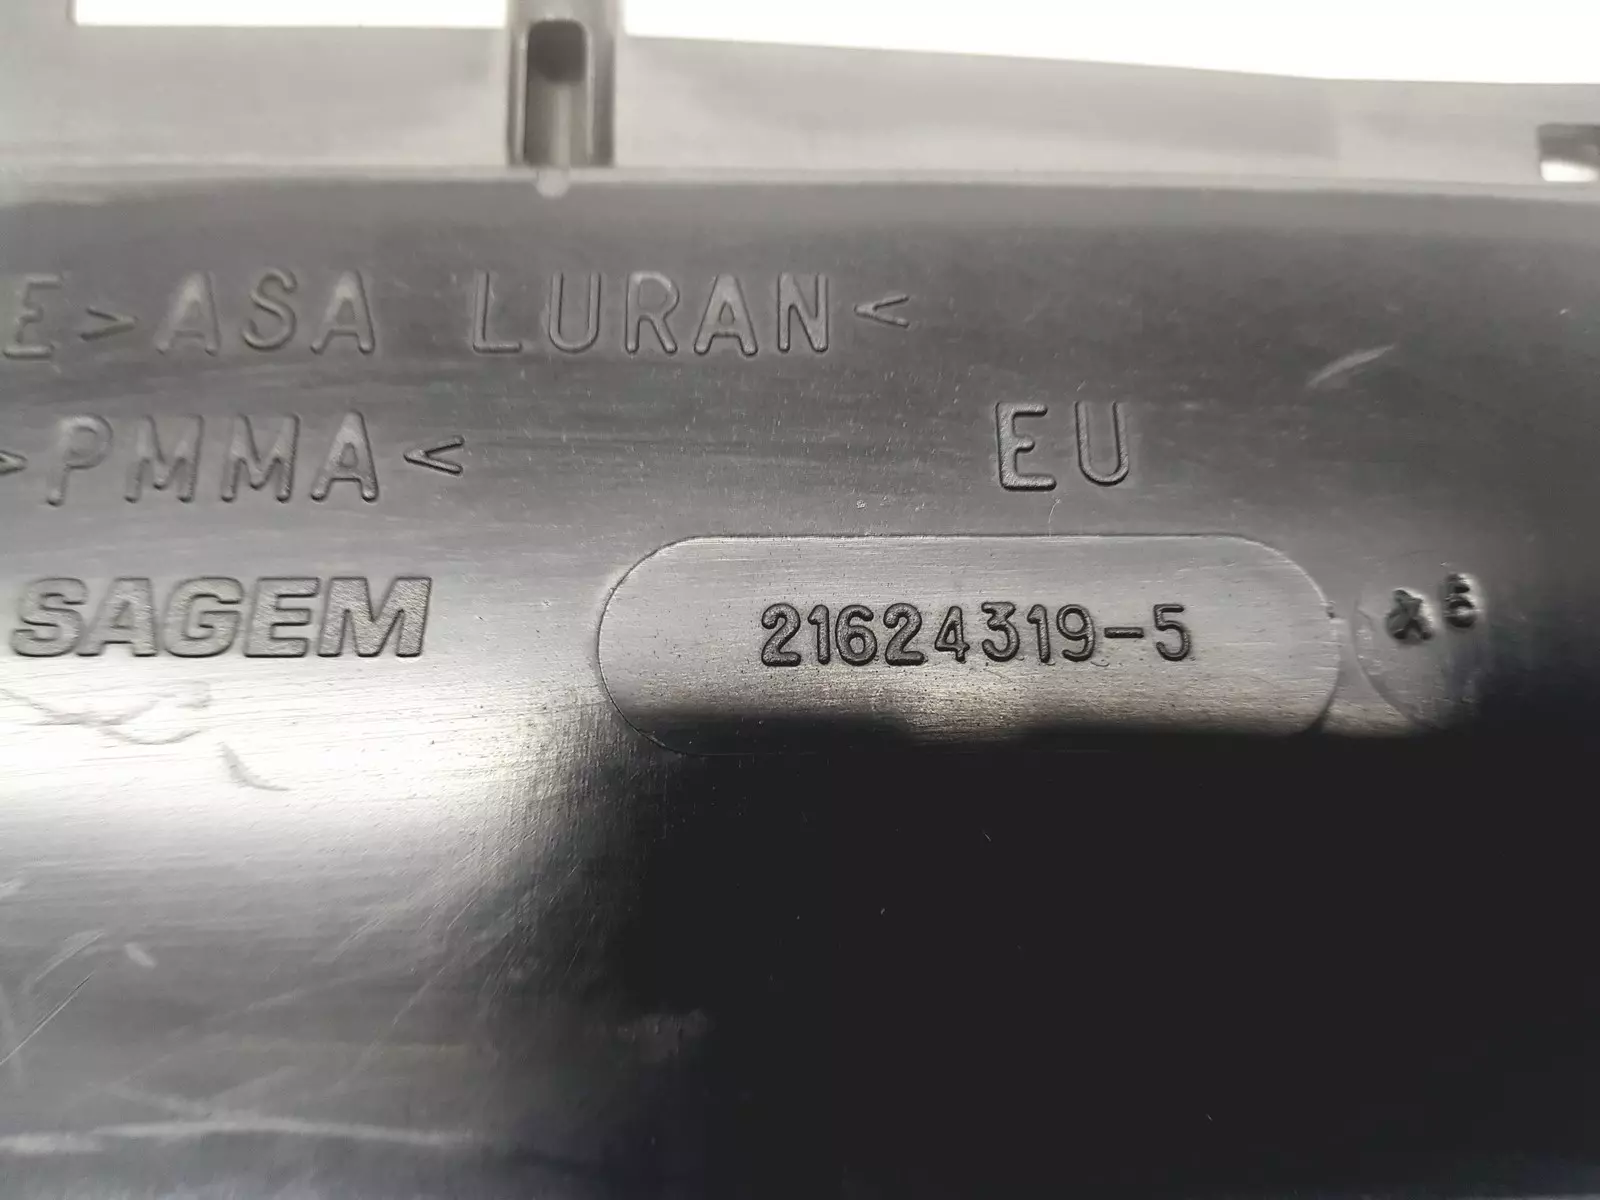 E>ASA LURAN<
>PMMA<
EU
SAGEM
21624319-5